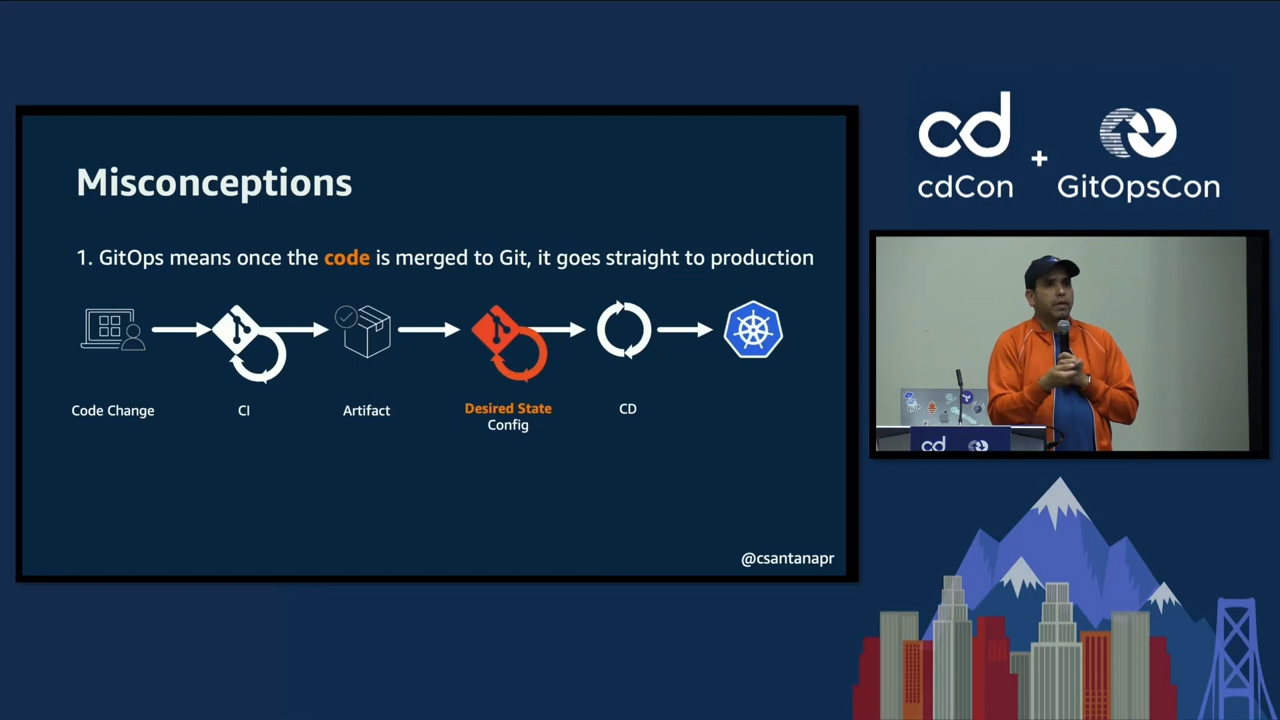 Misconceptions
1. GitOps means once the code is merged to Git, it goes straight to production
Code Change
CI
Artifact
Desired State
Config
CD
@csantanapr
cd
cdCon
+
GitOpsCon
cd